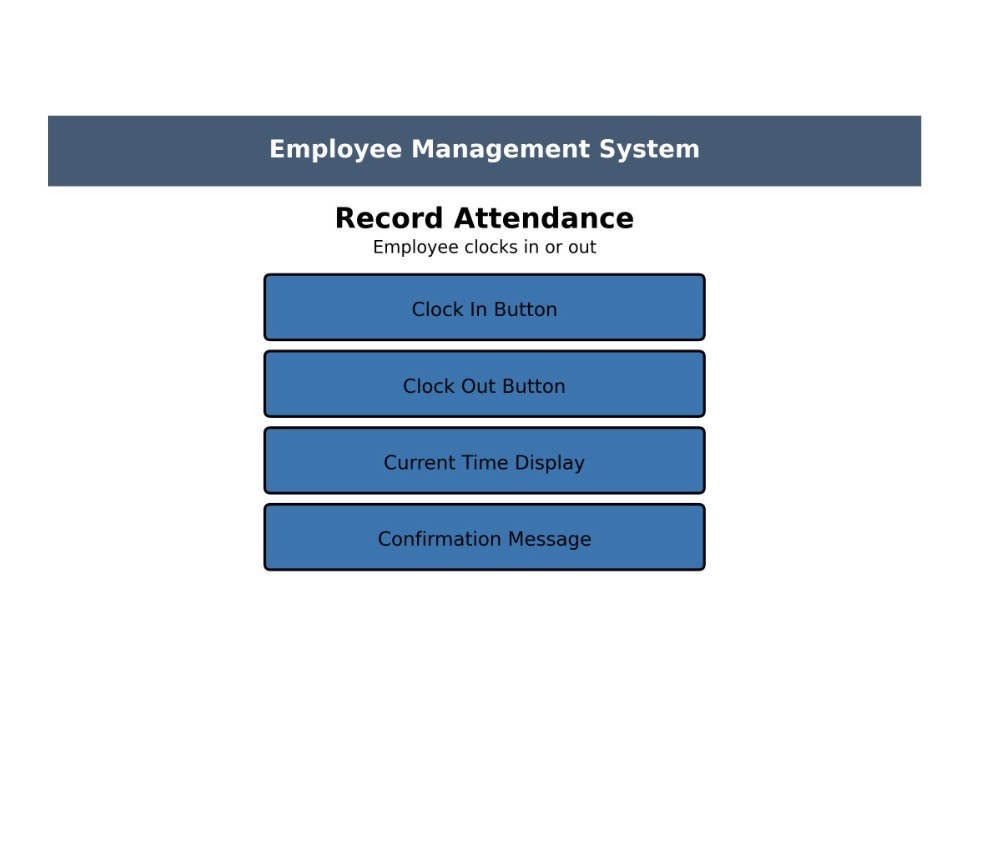 Employee Management System
Record Attendance
Employee clocks in or out
Clock In Button
Clock Out Button
Current Time Display
Confirmation Message